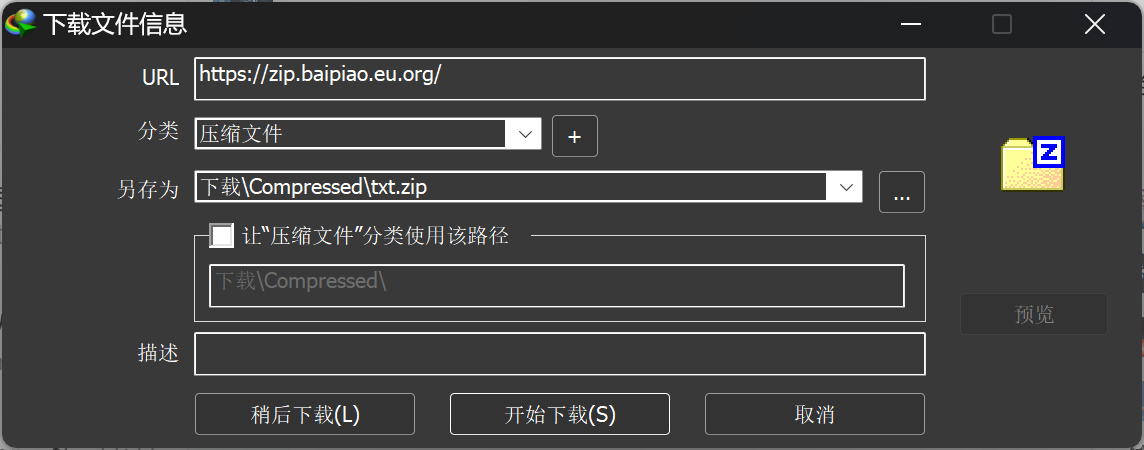 下载文件信息
URL https://zip.baipiao.eu.org/
分类 压缩文件 +
另存为 下载\Compressed\txt.zip ...
Z
让“压缩文件”分类使用该路径
下载\Compressed\
预览
描述
稍后下载(L) 开始下载(S) 取消